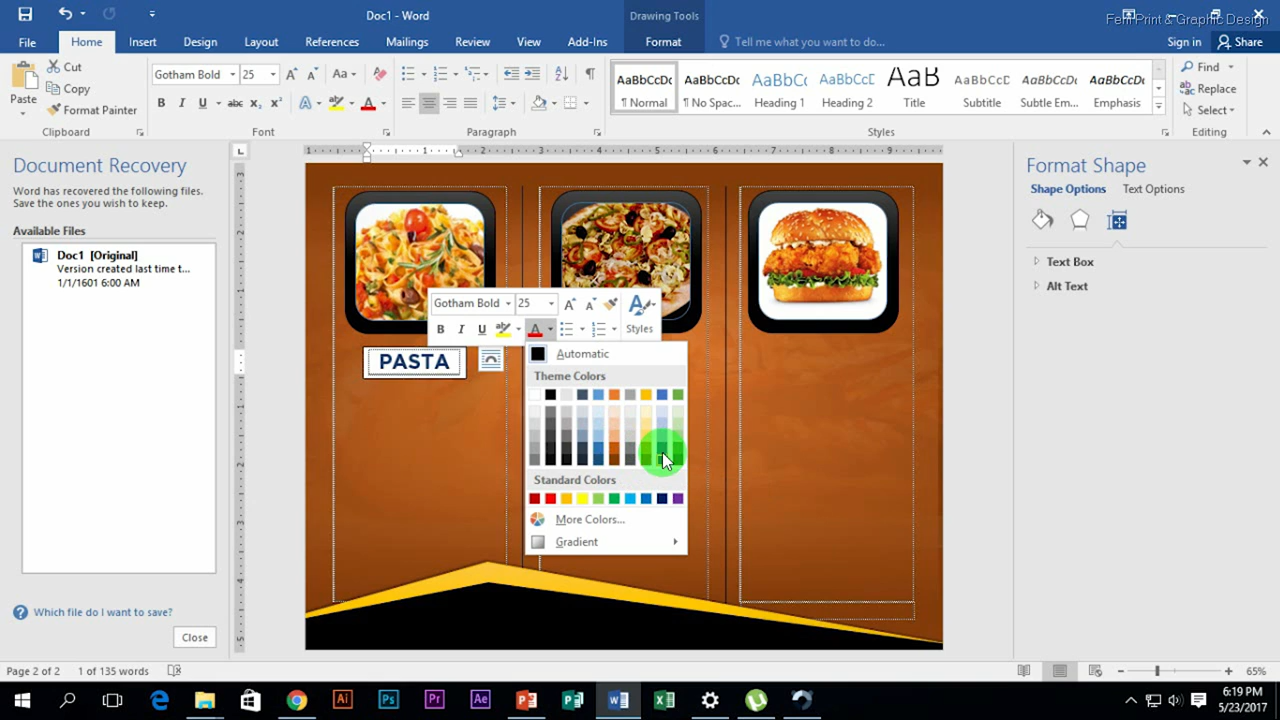 Doc1 - Word
Drawing Tools
Print & Graphic Design
File
Home
Insert
Design
Layout
References
Mailings
Review
View
Add-Ins
Format
Tell me what you want to do...
Sign in
Share
Paste
Cut
Copy
Format Painter
Clipboard
Gotham Bold
25
Font
Paragraph
AaBbCcDc
¶ Normal
AaBbCcDc
¶ No Spac...
AaBbCc
Heading 1
AaBbCcE
Heading 2
AaB
Title
AaBbCcD
Subtitle
AaBbCcDc
Subtle Em...
AaBbCcDc
Emphasis
Styles
Find
Replace
Select
Editing
Document Recovery
Word has recovered the following files.
Save the ones you wish to keep.
Available Files
Doc1 [Original]
Version created last time t...
1/1/1601 6:00 AM
Which file do I want to save?
Close
PASTA
Gotham Bold
25
Styles
Automatic
Theme Colors
Standard Colors
More Colors...
Gradient
Format Shape
Shape Options
Text Options
Text Box
Alt Text
Page 2 of 2
1 of 135 words
65%
6:19 PM
5/23/2017